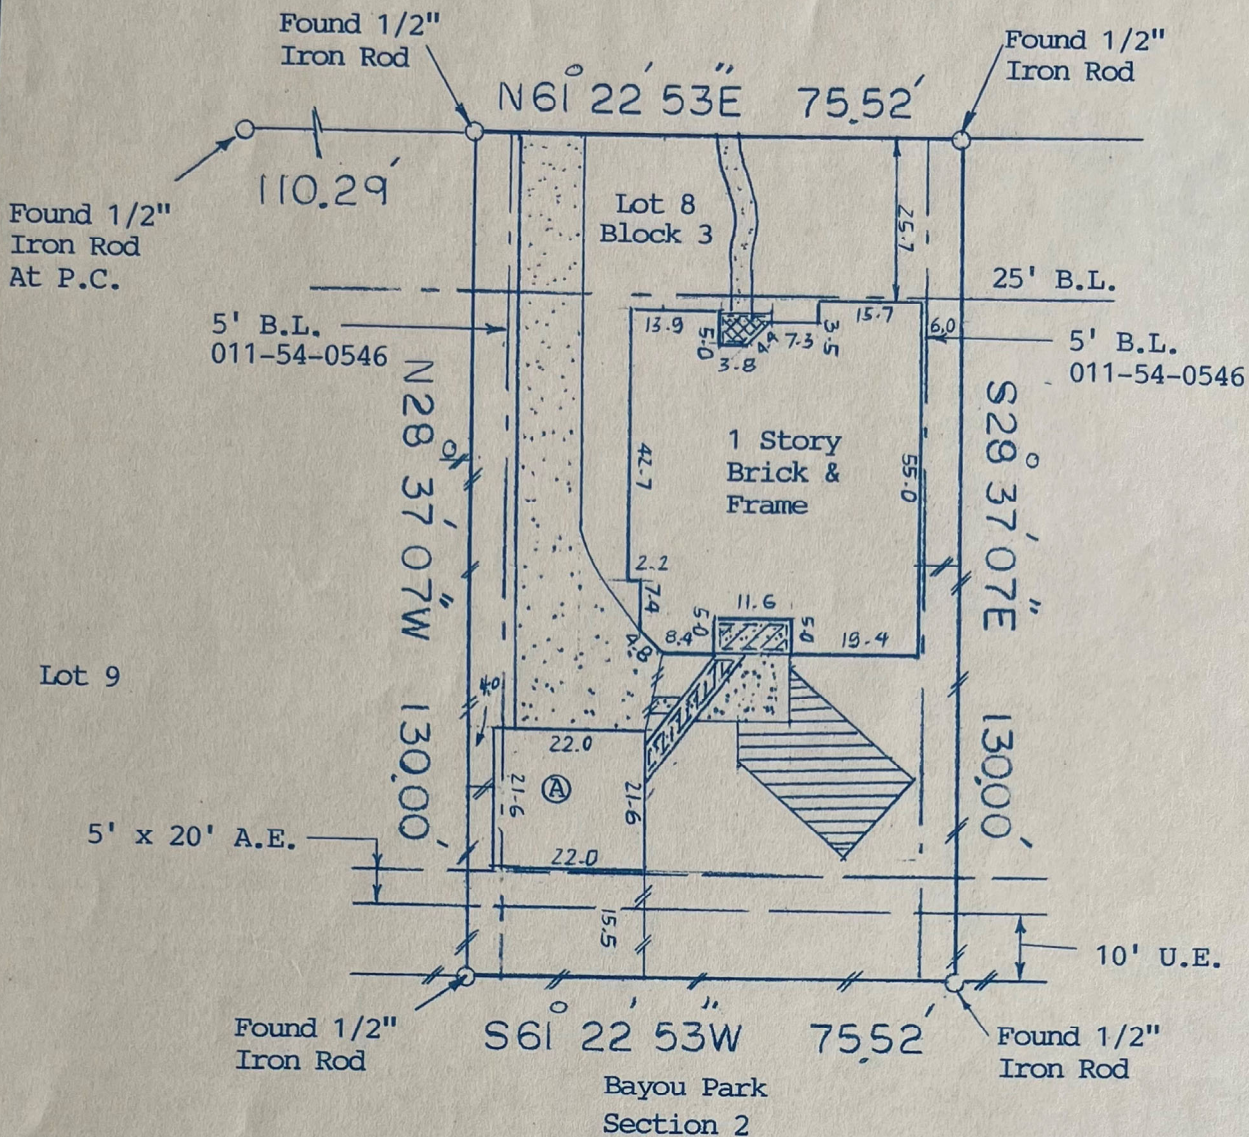 Found 1/2"
Iron Rod
Found 1/2"
Iron Rod
N61° 22' 53"E 75.52'
110.29'
Found 1/2"
Iron Rod
At P.C.
Lot 8
Block 3
25.7
25' B.L.
5' B.L.
011-54-0546
13.9
5.0
3.8
4.4
7.3
3.5
15.7
6.0
5' B.L.
011-54-0546
N28° 37' 07"W 130.00'
S28° 37' 07"E 130.00'
1 Story
Brick &
Frame
42.7
55.0
2.2
7.4
4.8
8.4
5.0
11.6
5.0
19.4
Lot 9
4.0
22.0
21.6
A
21.6
22.0
5' x 20' A.E.
15.5
10' U.E.
Found 1/2"
Iron Rod
S61° 22' 53"W 75.52'
Found 1/2"
Iron Rod
Bayou Park
Section 2